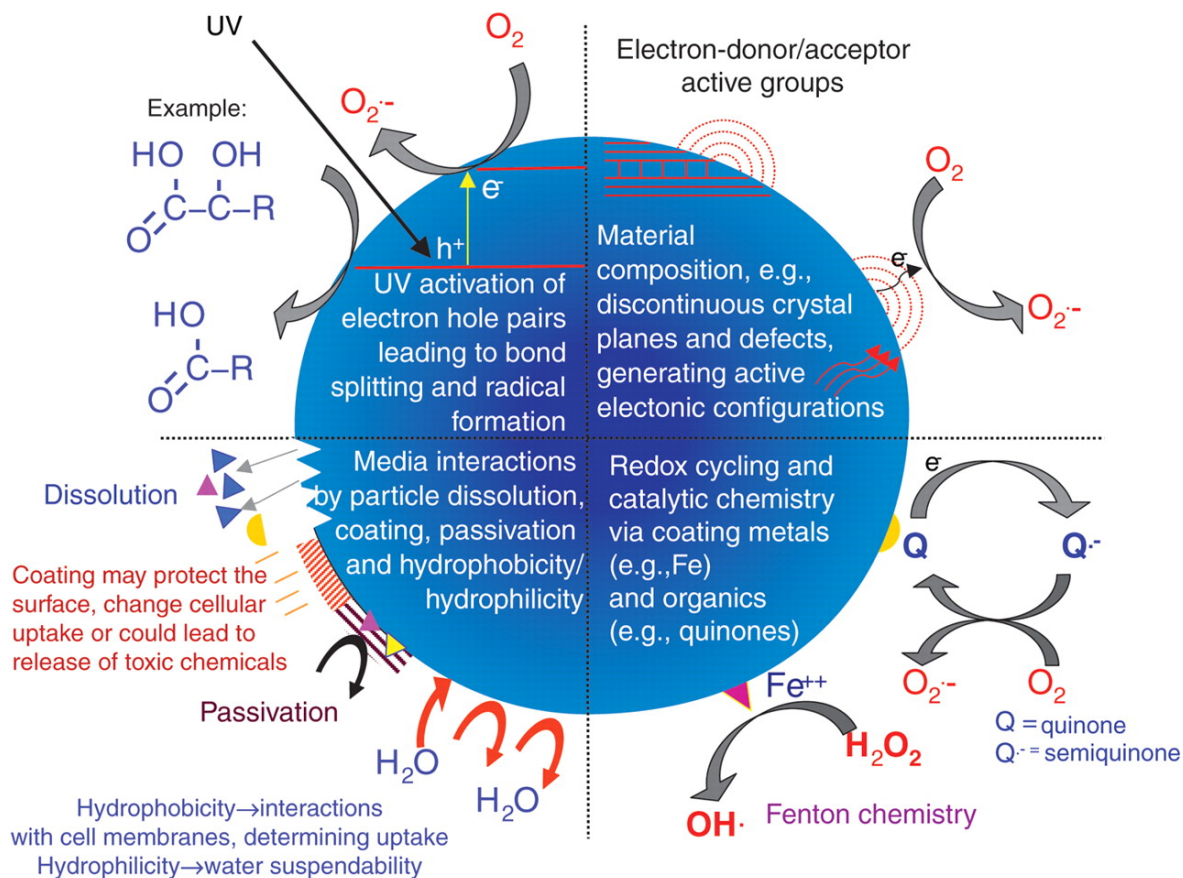 UV
O₂
O₂·-
Example:
HO OH
C–C–R
O
HO
C–R
O
e-
h⁺
UV activation of
electron hole pairs
leading to bond
splitting and radical
formation
Electron-donor/acceptor
active groups
Material
composition, e.g.,
discontinuous crystal
planes and defects,
generating active
electonic configurations
O₂
e-
O₂·-
Dissolution
Media interactions
by particle dissolution,
coating, passivation
and hydrophobicity/
hydrophilicity
Coating may protect the
surface, change cellular
uptake or could lead to
release of toxic chemicals
Passivation
H₂O
H₂O
Hydrophobicity→interactions
with cell membranes, determining uptake
Hydrophilicity→water suspendability
Redox cycling and
catalytic chemistry
via coating metals
(e.g.,Fe)
and organics
(e.g., quinones)
e-
Q
Q·-
O₂·-
O₂
Q = quinone
Q·- = semiquinone
Fe⁺⁺
H₂O₂
OH·
Fenton chemistry